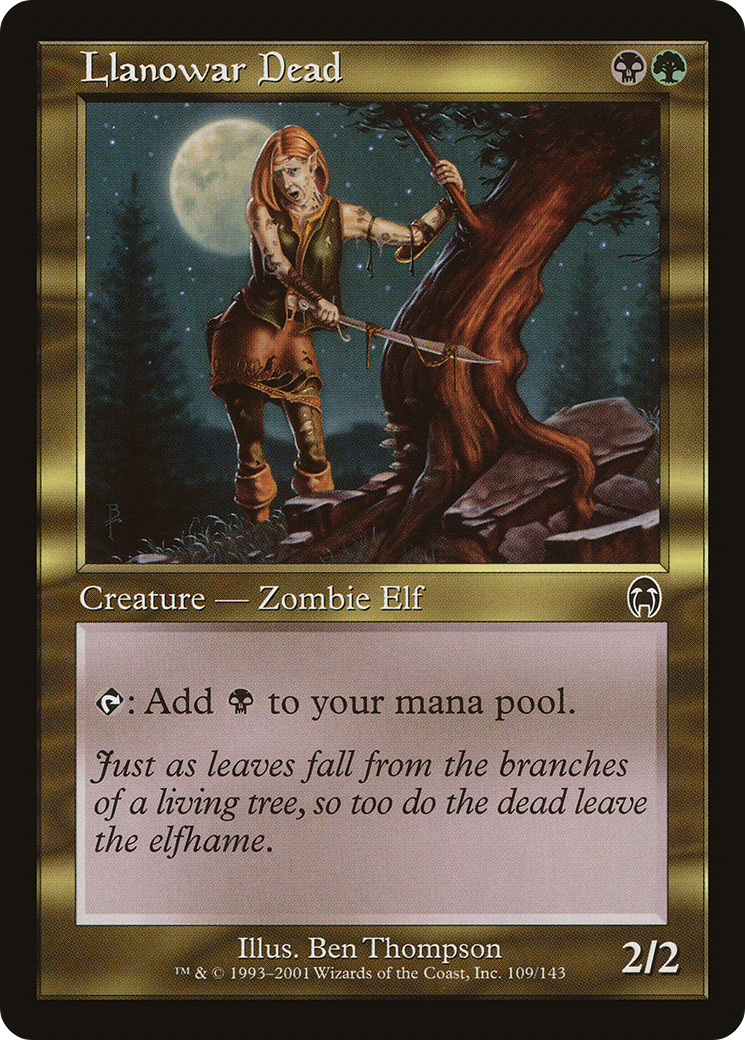 Llanowar Dead
Creature — Zombie Elf
: Add to your mana pool.
Just as leaves fall from the branches
of a living tree, so too do the dead leave
the elfhame.
Illus. Ben Thompson
™ & © 1993–2001 Wizards of the Coast, Inc. 109/143
2/2